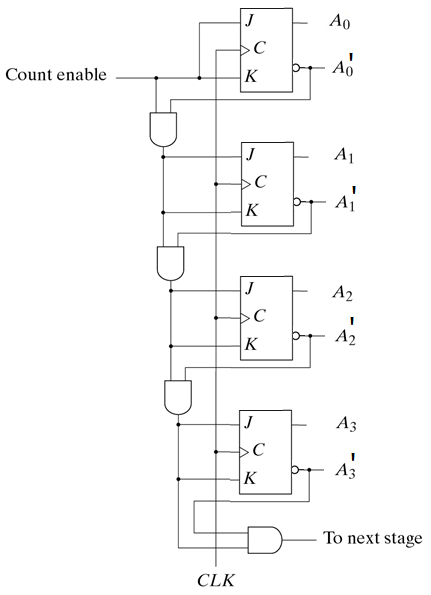 J A0
C
K A0'
Count enable
J A1
C
K A1'
J A2
C
K A2'
J A3
C
K A3'
To next stage
CLK